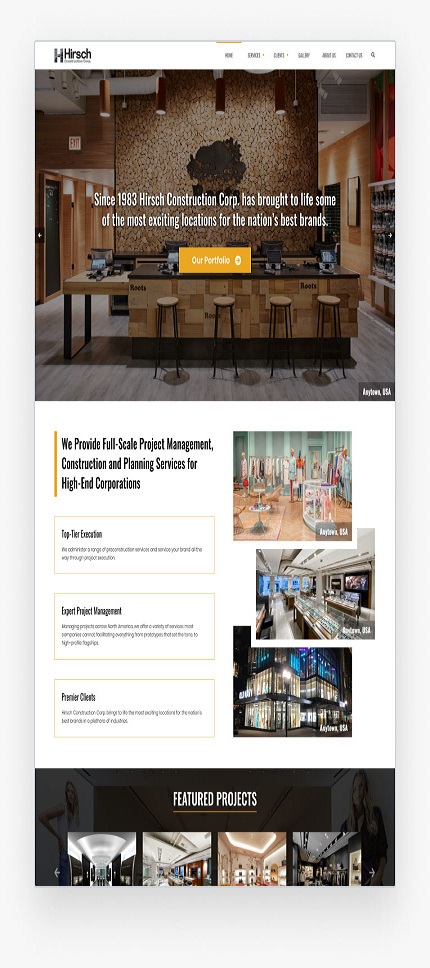 Hirsch
Construction Corp.
HOME SERVICES CLIENTS GALLERY ABOUT US CONTACT US
EXIT
Since 1983 Hirsch Construction Corp. has brought to life some
of the most exciting locations for the nation's best brands.
Our Portfolio
Roots
Roots
Anytown, USA
We Provide Full-Scale Project Management,
Construction and Planning Services for
High-End Corporations
Top-Tier Execution
We administer a range of preconstruction services and service your brand all the
way through project execution.
Expert Project Management
Managing projects across North America, we offer a variety of services most
companies cannot, facilitating everything from prototypes that set the tone, to
high-profile flagships.
Premier Clients
Hirsch Construction Corp. brings to life the most exciting locations for the nation's
best brands in a plethora of industries.
Anytown, USA
Anytown, USA
Anytown, USA
FEATURED PROJECTS